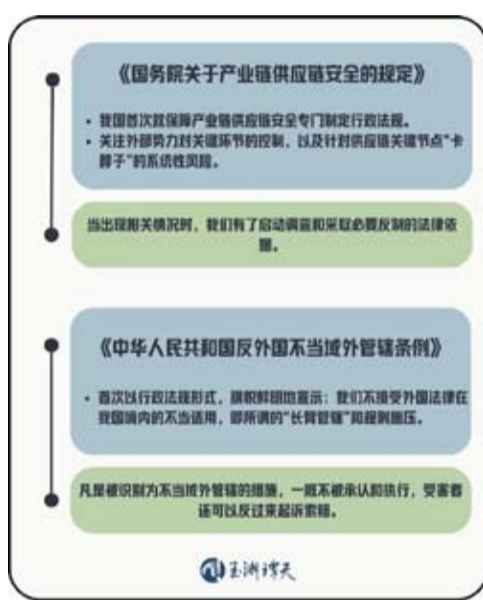 《国务院关于产业链供应链安全的规定》
• 我国首次就保障产业链供应链安全专门制定行政法规。
• 关注外部势力对关键环节的控制，以及针对供应链关键节点“卡
脖子”的系统性风险。
当出现相关情况时，我们有了启动调查和采取必要反制的法律依
据。
《中华人民共和国反外国不当域外管辖条例》
• 首次以行政法规形式，旗帜鲜明地宣示：我们不接受外国法律在
我国境内的不当适用，即所谓的“长臂管辖”和规则施压。
凡是被识别为不当域外管辖的措施，一概不被承认和执行，受害者
还可以反过来起诉索赔。
玉渊谭天